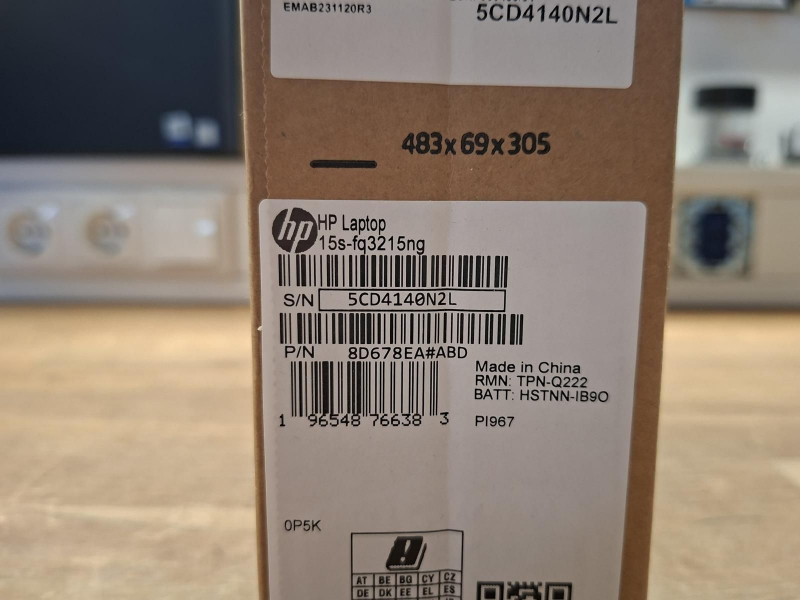 EMAB231120R3
5CD4140N2L
483x69x305
hp
HP Laptop
15s-fq3215ng
S/N 5CD4140N2L
P/N 8D678EA#ABD
Made in China
RMN: TPN-Q222
BATT: HSTNN-IB9O
1 96548 76638 3
PI967
0P5K
AT BE BG CY CZ
DE DK EE EL ES